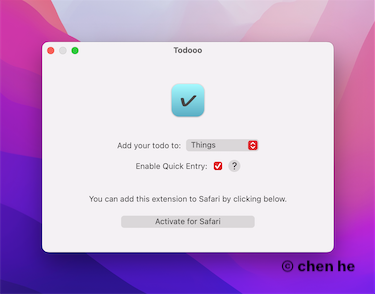 Todooo
Add your todo to: Things
Enable Quick Entry: ?
You can add this extension to Safari by clicking below.
Activate for Safari
© chen he